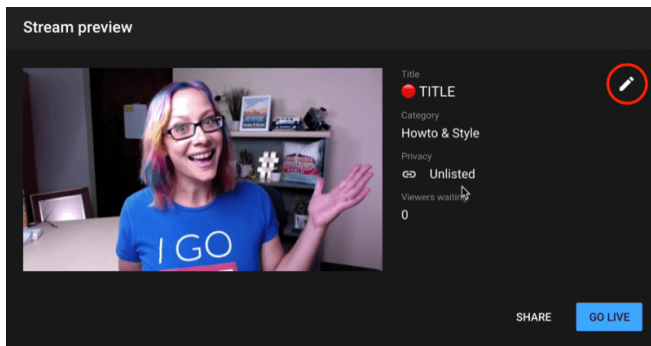 Stream preview
Title
TITLE
Category
Howto & Style
Privacy
Unlisted
Viewers waiting
0
I GO
SHARE
GO LIVE